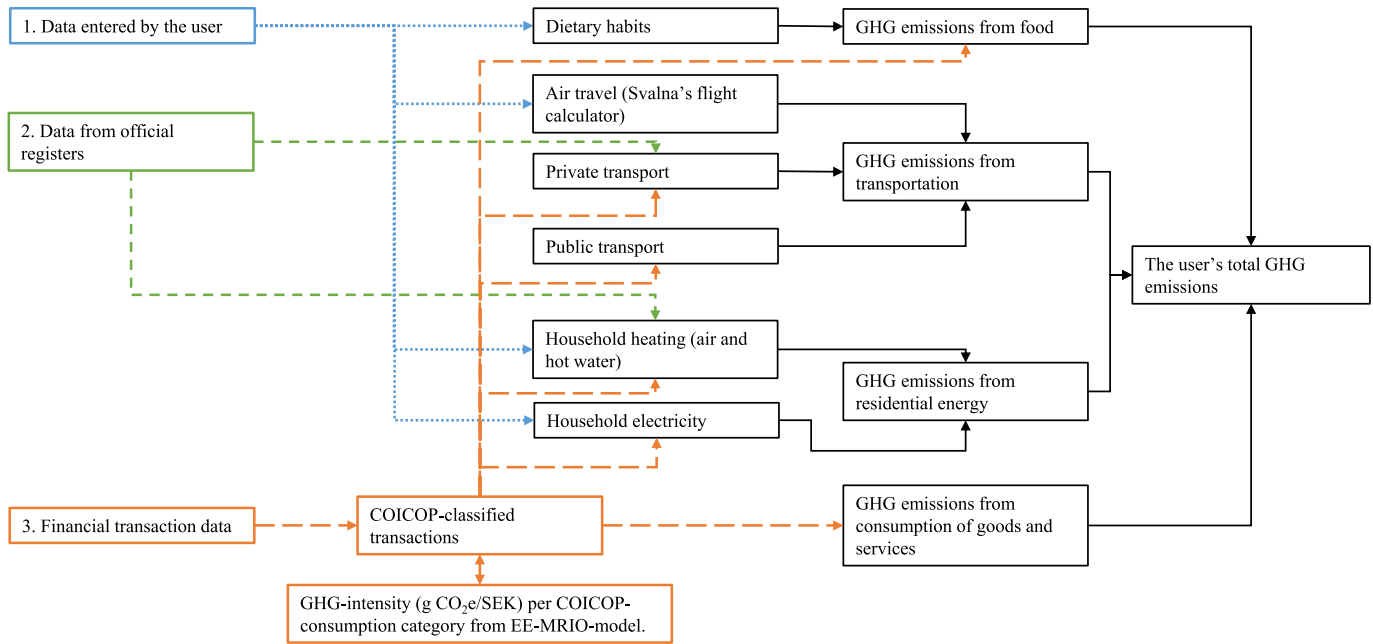 1. Data entered by the user
Dietary habits
GHG emissions from food
Air travel (Svalna’s flight
calculator)
2. Data from official
registers
Private transport
GHG emissions from
transportation
Public transport
The user’s total GHG
emissions
Household heating (air and
hot water)
GHG emissions from
residential energy
Household electricity
3. Financial transaction data
COICOP-classified
transactions
GHG emissions from
consumption of goods and
services
GHG-intensity (g CO₂e/SEK) per COICOP-
consumption category from EE-MRIO-model.